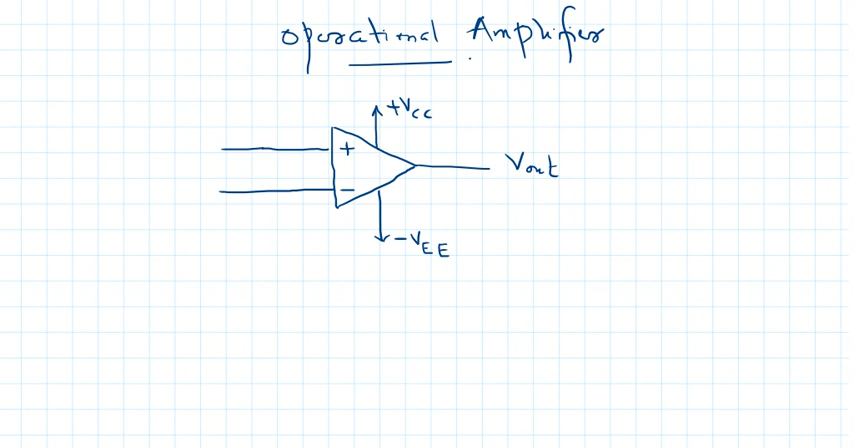 Operational Amplifier
+VCC
+
Vout
-
-VEE